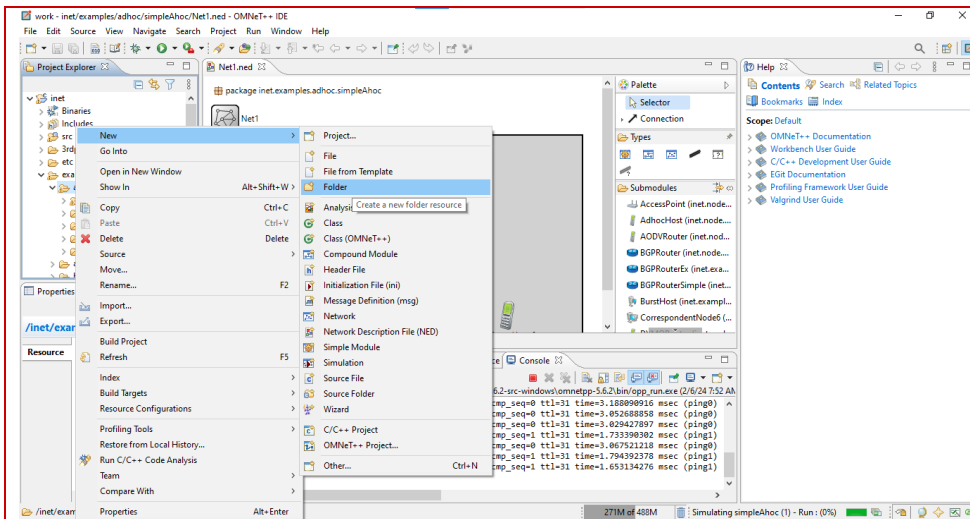 work - inet/examples/adhoc/simpleAhoc/Net1.ned - OMNeT++ IDE
File Edit Source View Navigate Search Project Run Window Help
Project Explorer
Net1.ned
Help
package inet.examples.adhoc.simpleAhoc
Net1
Palette
Selector
Connection
Types
Submodules
AccessPoint (inet.node....
AdhocHost (inet.node....
AODVRouter (inet.nod...
BGPRouter (inet.node....
BGPRouterEx (inet.exa...
BGPRouterSimple (inet...
BurstHost (inet.exampl...
CorrespondentNode6 (...
Contents Search Related Topics
Bookmarks Index
Scope: Default
OMNeT++ Documentation
Workbench User Guide
C/C++ Development User Guide
EGit Documentation
Profiling Framework User Guide
Valgrind User Guide
inet
Binaries
Includes
src
3rdp
etc
exa
Properties
/inet/exar
Resource
New
Go Into
Open in New Window
Show In Alt+Shift+W >
Copy Ctrl+C
Paste Ctrl+V
Delete Delete
Source
Move...
Rename... F2
Import...
Export...
Build Project
Refresh F5
Index
Build Targets
Resource Configurations
Profiling Tools
Restore from Local History...
Run C/C++ Code Analysis
Team
Compare With
Properties Alt+Enter
Project...
File
File from Template
Folder
Analysis
Create a new folder resource
Class
Class (OMNeT++)
Compound Module
Header File
Initialization File (ini)
Message Definition (msg)
Network
Network Description File (NED)
Simple Module
Simulation
Source File
Source Folder
Wizard
C/C++ Project
OMNeT++ Project...
Other... Ctrl+N
ce Console
6.2-src-windows\omnetpp-5.6.2\bin/opp_run.exe (2/6/24 7:52 AM
cmp_seq=0 ttl=31 time=3.188090916 msec (ping0)
cmp_seq=0 ttl=31 time=3.052688858 msec (ping0)
cmp_seq=0 ttl=31 time=3.029427897 msec (ping0)
cmp_seq=1 ttl=31 time=1.733390302 msec (ping1)
cmp_seq=0 ttl=31 time=3.067521218 msec (ping0)
cmp_seq=1 ttl=31 time=1.794392378 msec (ping1)
cmp_seq=1 ttl=31 time=1.653134276 msec (ping1)
/inet/exam
271M of 488M
Simulating simpleAhoc (1) - Run : (0%)